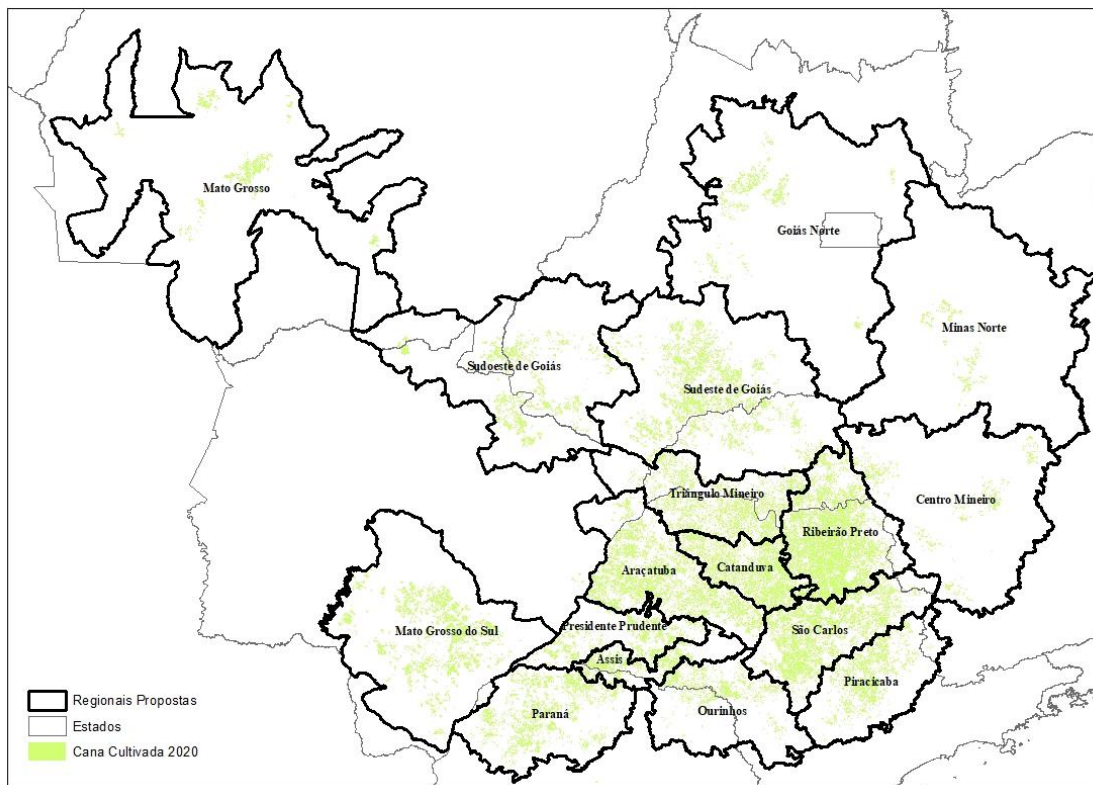 Mato Grosso
Goiás Norte
Minas Norte
Sudoeste de Goiás
Sudeste de Goiás
Triângulo Mineiro
Centro Mineiro
Ribeirão Preto
Araçatuba
Catanduva
Presidente Prudente
São Carlos
Mato Grosso do Sul
Assis
Piracicaba
Paraná
Ourinhos
Regionais Propostas
Estados
Cana Cultivada 2020